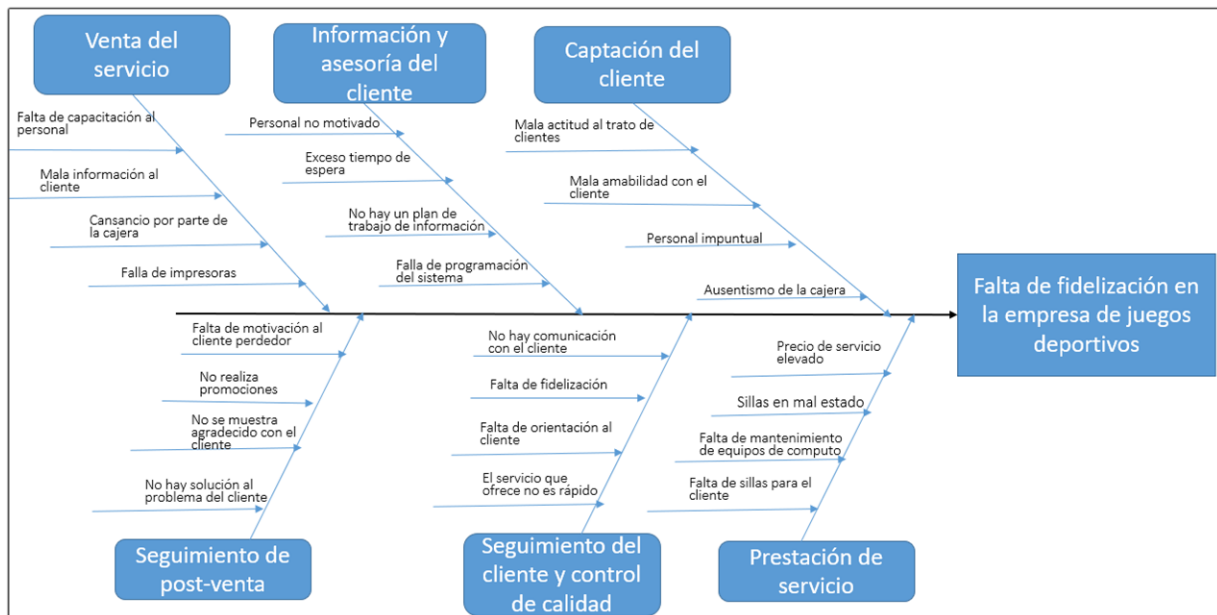 Venta del
servicio
Falta de capacitación al
personal
Mala información al
cliente
Cansancio por parte de
la cajera
Falla de impresoras
Información y
asesoría del
cliente
Personal no motivado
Exceso tiempo de
espera
No hay un plan de
trabajo de información
Falla de programación
del sistema
Captación del
cliente
Mala actitud al trato de
clientes
Mala amabilidad con el
cliente
Personal impuntual
Ausentismo de la cajera
Falta de fidelización en
la empresa de juegos
deportivos
Falta de motivación al
cliente perdedor
No realiza
promociones
No se muestra
agradecido con el
cliente
No hay solución al
problema del cliente
Seguimiento de
post-venta
No hay comunicación
con el cliente
Falta de fidelización
Falta de orientación al
cliente
El servicio que
ofrece no es rápido
Seguimiento del
cliente y control
de calidad
Precio de servicio
elevado
Sillas en mal estado
Falta de mantenimiento
de equipos de computo
Falta de sillas para el
cliente
Prestación de
servicio